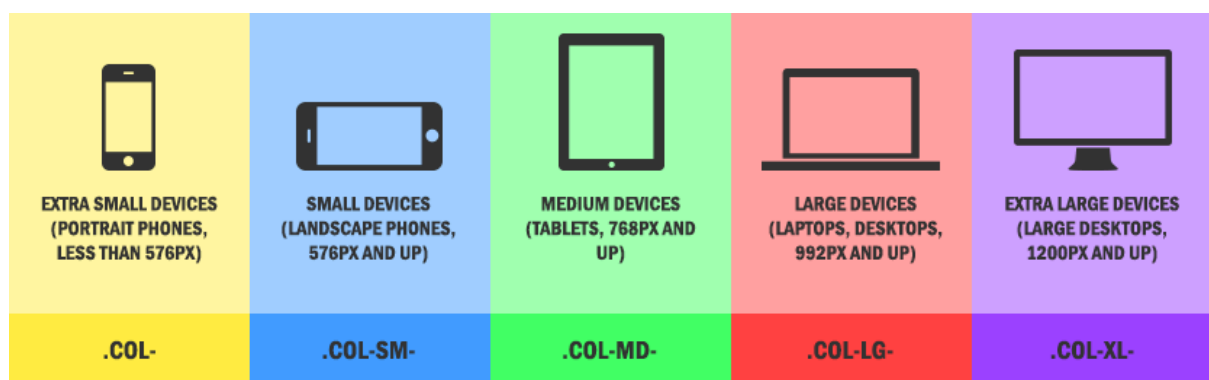 EXTRA SMALL DEVICES
(PORTRAIT PHONES,
LESS THAN 576PX)
SMALL DEVICES
(LANDSCAPE PHONES,
576PX AND UP)
MEDIUM DEVICES
(TABLETS, 768PX AND
UP)
LARGE DEVICES
(LAPTOPS, DESKTOPS,
992PX AND UP)
EXTRA LARGE DEVICES
(LARGE DESKTOPS,
1200PX AND UP)
.COL-
.COL-SM-
.COL-MD-
.COL-LG-
.COL-XL-